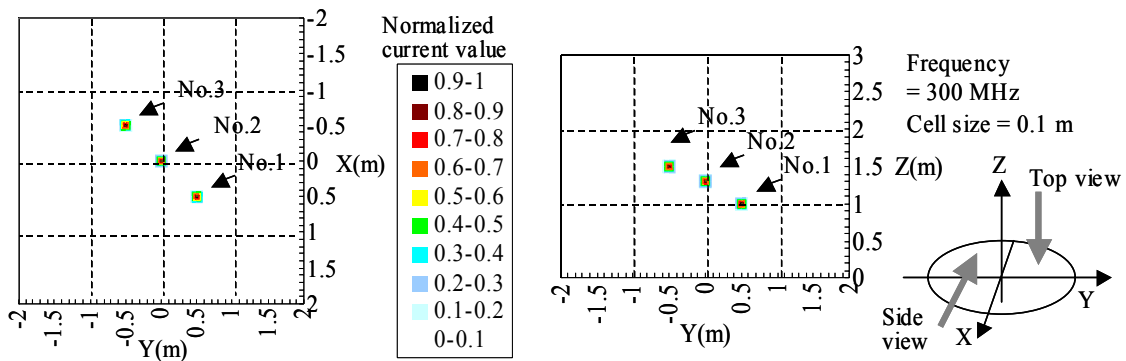 -2
-1.5
-1
-0.5
0
0.5
1
1.5
2
X(m)
No.3
No.2
No.1
-2
-1.5
-1
-0.5
0
0.5
1
1.5
2
Y(m)
Normalized
current value
0.9-1
0.8-0.9
0.7-0.8
0.6-0.7
0.5-0.6
0.4-0.5
0.3-0.4
0.2-0.3
0.1-0.2
0-0.1
3
2.5
2
1.5
1
0.5
0
Z(m)
No.3
No.2
No.1
-2
-1.5
-1
-0.5
0
0.5
1
1.5
2
Y(m)
Frequency
= 300 MHz
Cell size = 0.1 m
Z
Top view
Y
Side
view
X